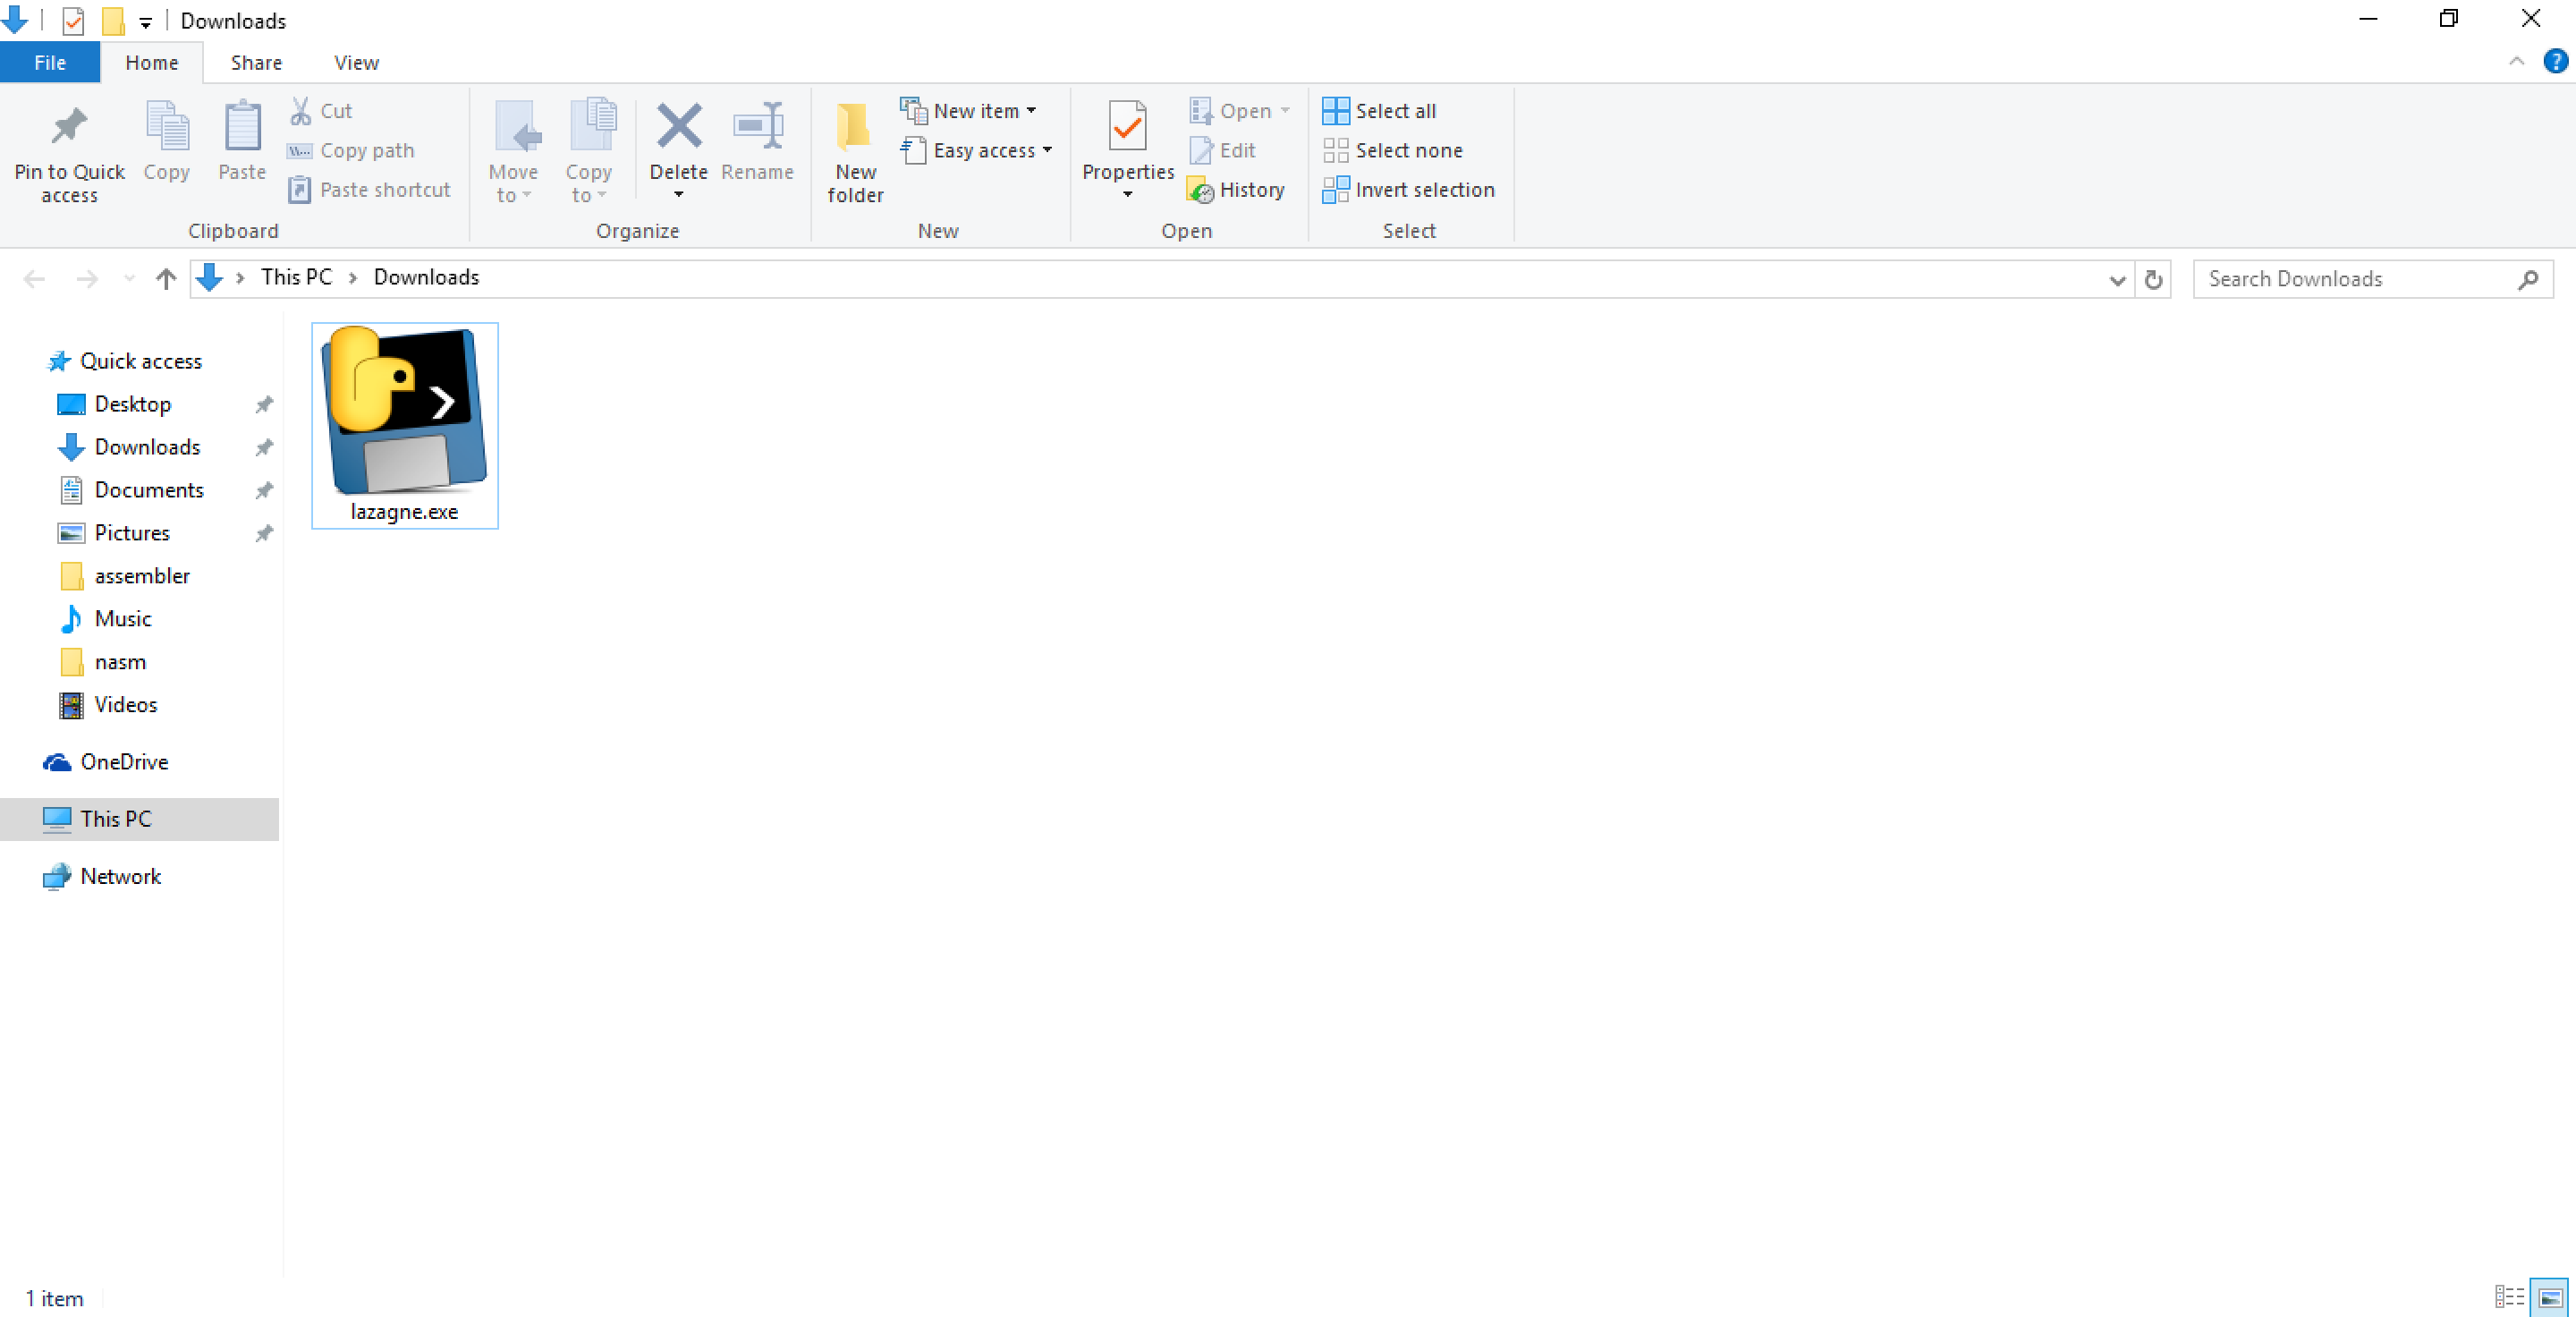 Downloads
File Home Share View
Pin to Quick access
Copy
Paste
Cut
Copy path
Paste shortcut
Clipboard
Move to
Copy to
Delete
Rename
Organize
New folder
New item
Easy access
New
Properties
Open
Edit
History
Open
Select all
Select none
Invert selection
Select
This PC > Downloads
Search Downloads
Quick access
Desktop
Downloads
Documents
Pictures
assembler
Music
nasm
Videos
OneDrive
This PC
Network
lazagne.exe
1 item